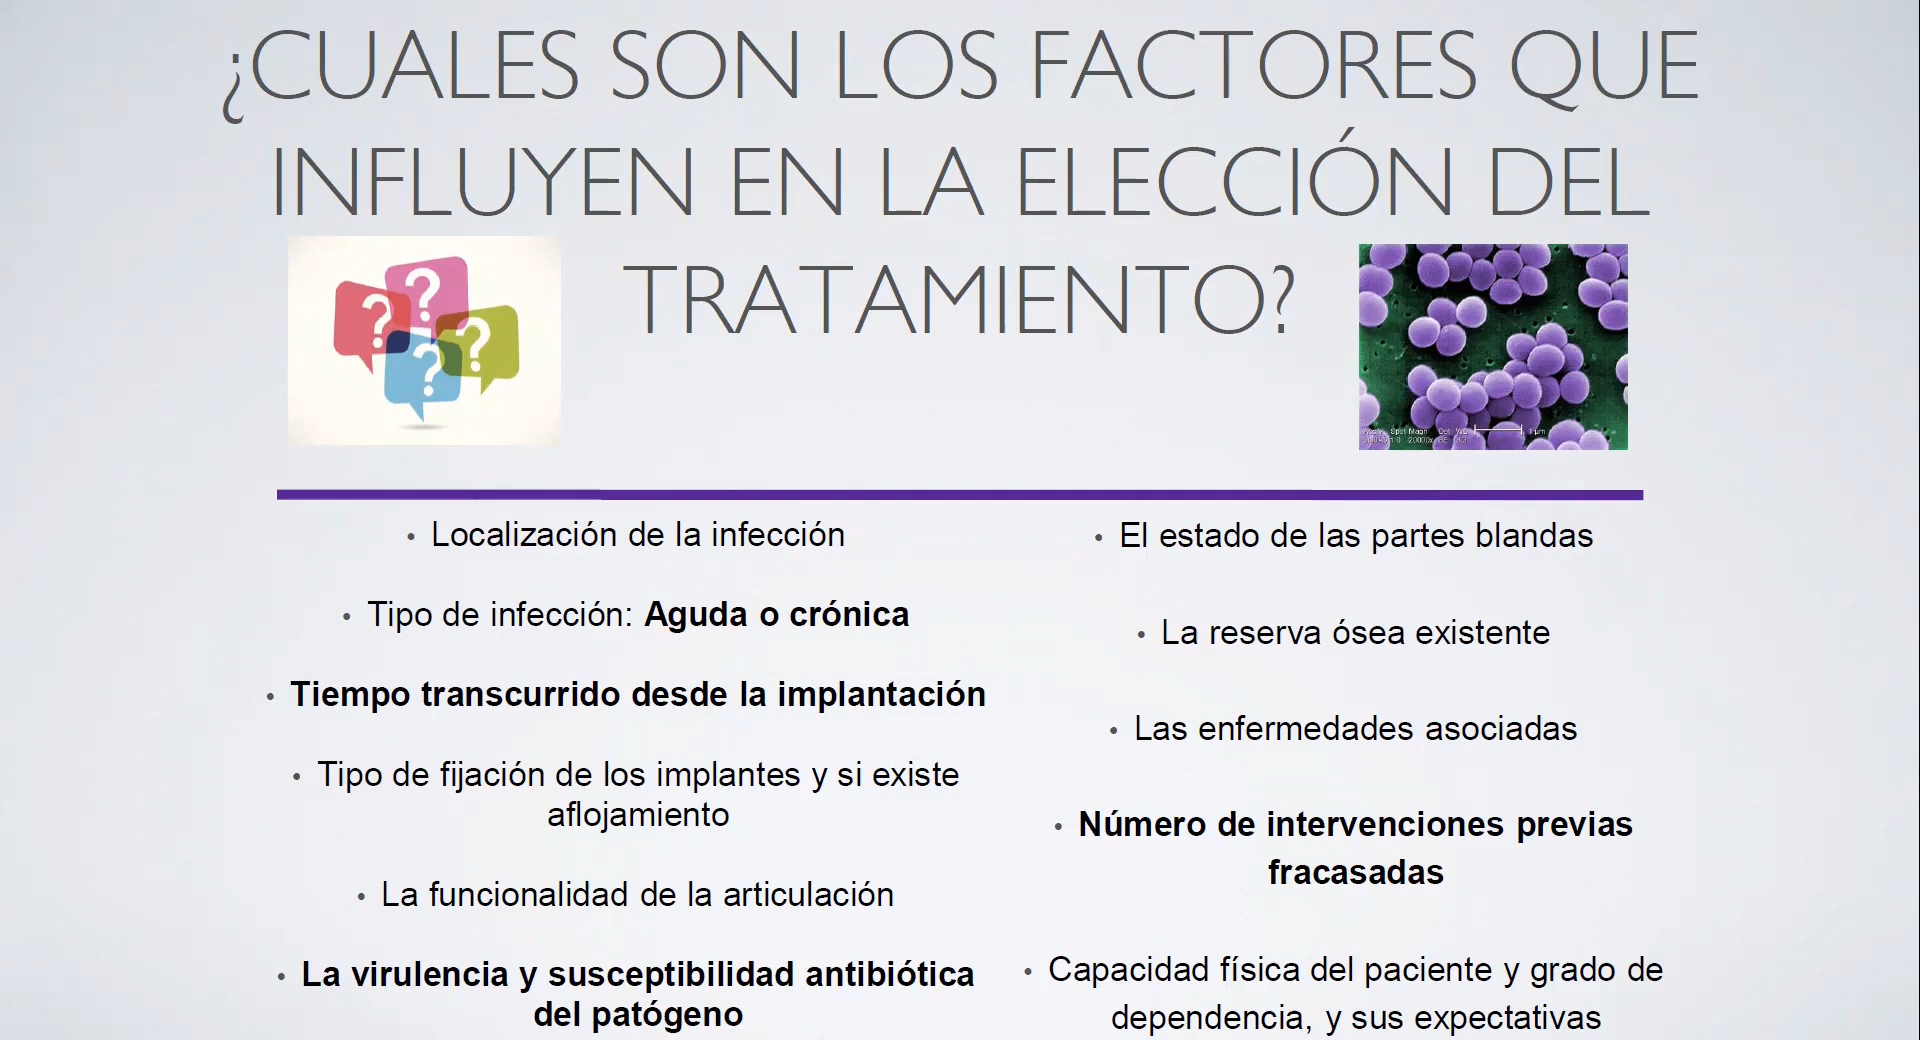 ¿CUALES SON LOS FACTORES QUE
INFLUYEN EN LA ELECCIÓN DEL
TRATAMIENTO?
? ? ? ?
• Localización de la infección
• Tipo de infección: Aguda o crónica
• Tiempo transcurrido desde la implantación
• Tipo de fijación de los implantes y si existe
aflojamiento
• La funcionalidad de la articulación
• La virulencia y susceptibilidad antibiótica
del patógeno
• El estado de las partes blandas
• La reserva ósea existente
• Las enfermedades asociadas
• Número de intervenciones previas
fracasadas
• Capacidad física del paciente y grado de
dependencia, y sus expectativas